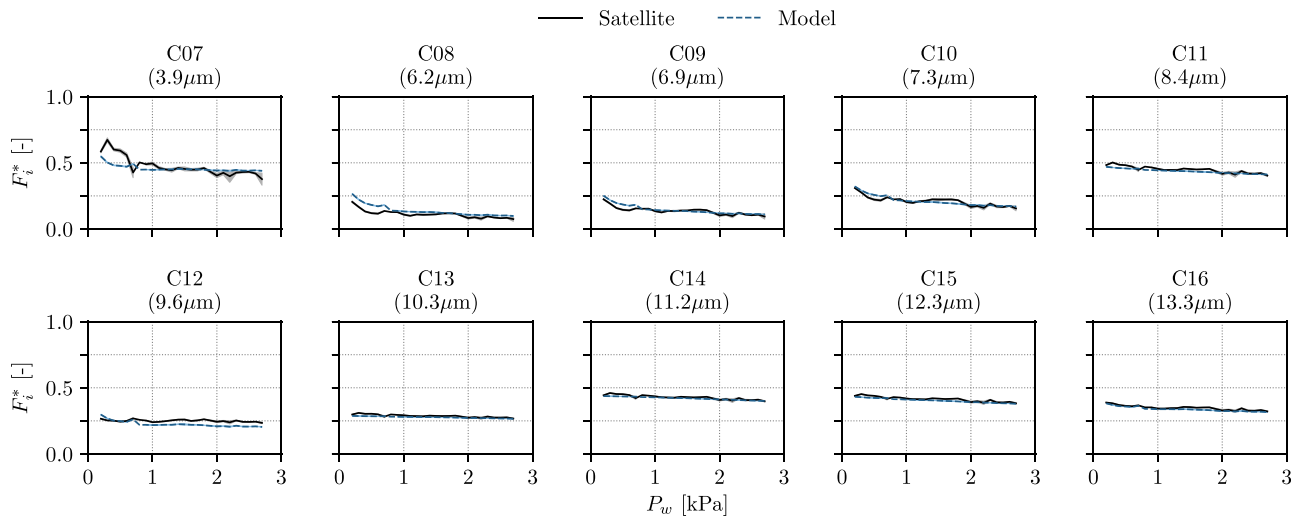 Satellite Model
C07 C08 C09 C10 C11
(3.9μm) (6.2μm) (6.9μm) (7.3μm) (8.4μm)
1.0
0.5
0.0
F*i [-]
C12 C13 C14 C15 C16
(9.6μm) (10.3μm) (11.2μm) (12.3μm) (13.3μm)
1.0
0.5
0.0
F*i [-]
0 1 2 3 0 1 2 3 0 1 2 3 0 1 2 3 0 1 2 3
Pw [kPa]